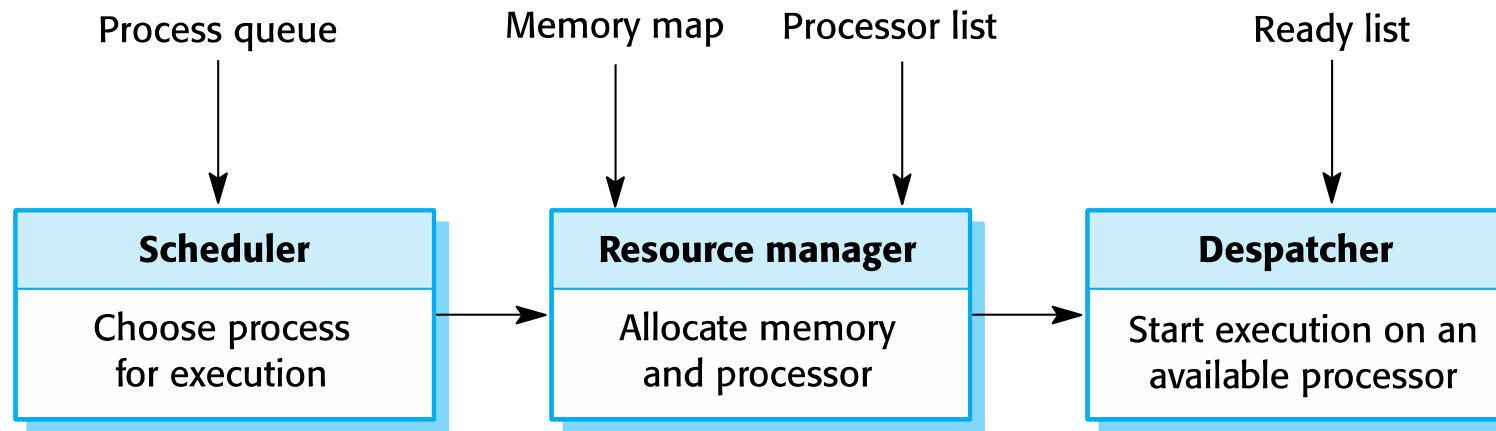 Process queue
Memory map
Processor list
Ready list
Scheduler
Choose process
for execution
Resource manager
Allocate memory
and processor
Despatcher
Start execution on an
available processor